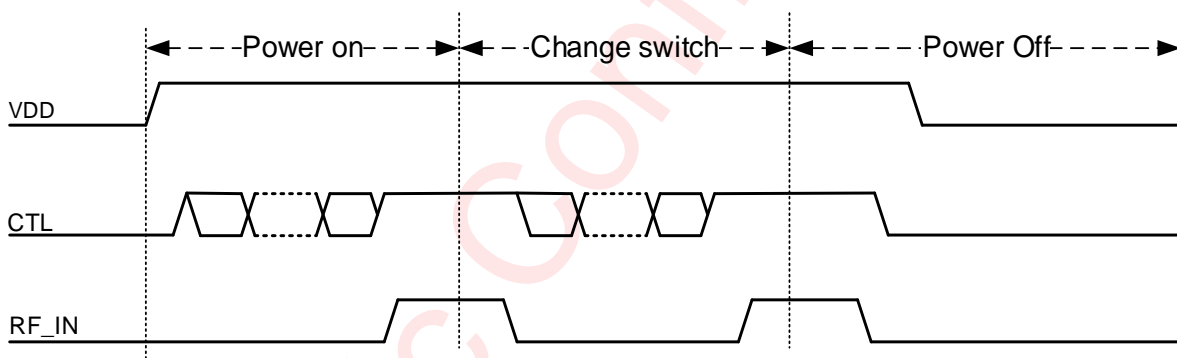 Power on
Change switch
Power Off
VDD
CTL
RF_IN